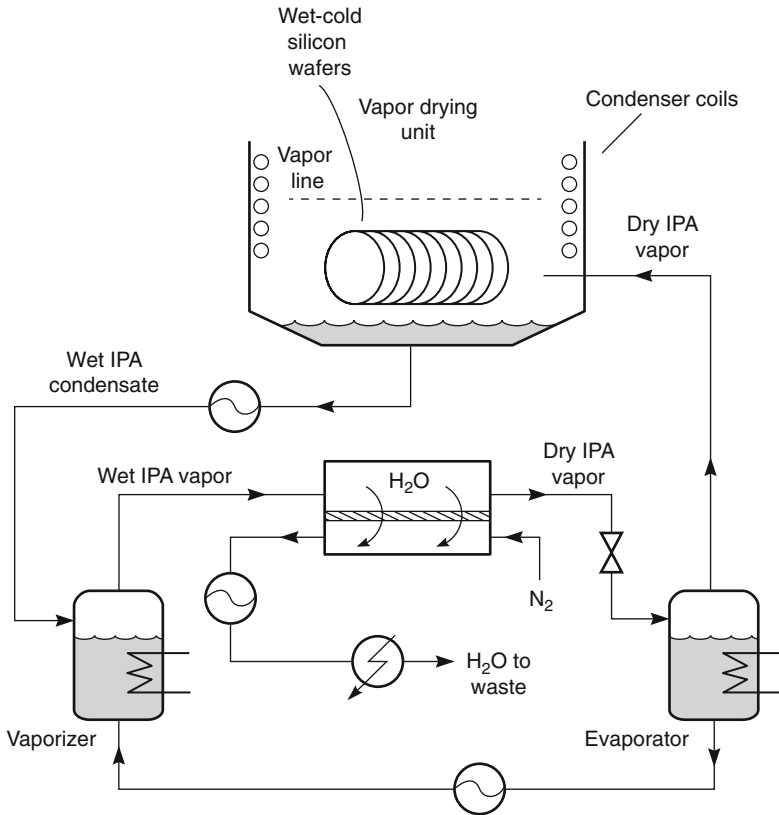 Wet-cold
silicon
wafers
Vapor drying
unit
Condenser coils
Vapor
line
Dry IPA
vapor
Wet IPA
condensate
Wet IPA vapor
H₂O
Dry IPA
vapor
N₂
H₂O to
waste
Vaporizer
Evaporator